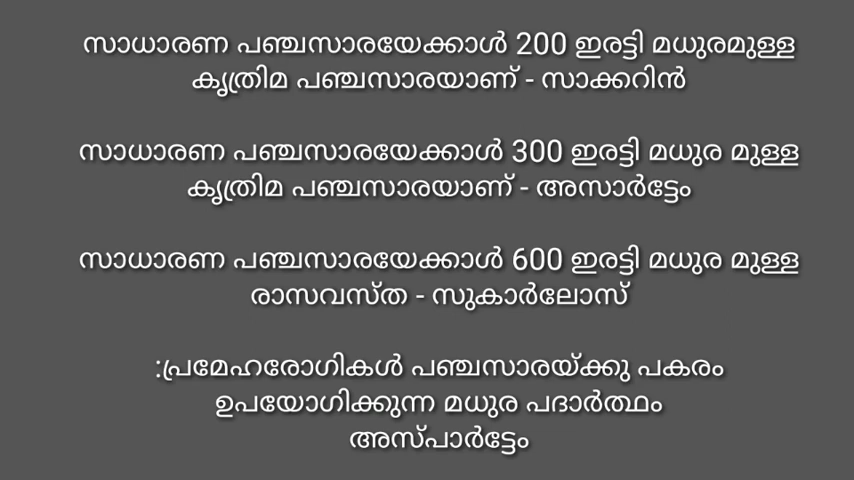 സാധാരണ പഞ്ചസാരയേക്കാൾ 200 ഇരട്ടി മധുരമുള്ള
കൃത്രിമ പഞ്ചസാരയാണ് - സാക്കറിൻ
സാധാരണ പഞ്ചസാരയേക്കാൾ 300 ഇരട്ടി മധുര മുള്ള
കൃത്രിമ പഞ്ചസാരയാണ് - അസാർട്ടേം
സാധാരണ പഞ്ചസാരയേക്കാൾ 600 ഇരട്ടി മധുര മുള്ള
രാസവസ്ത - സുകാർലോസ്
:പ്രമേഹരോഗികൾ പഞ്ചസാരയ്ക്കു പകരം
ഉപയോഗിക്കുന്ന മധുര പദാർത്ഥം
അസ്പാർട്ടേം